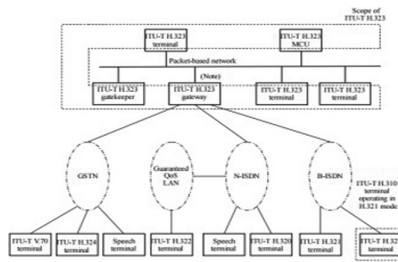 Scope of
ITU-T H.323
ITU-T H.323
terminal
ITU-T H.323
MCU
Packet-based network
(Note)
ITU-T H.323
gatekeeper
ITU-T H.323
gateway
ITU-T H.323
terminal
ITU-T H.323
terminal
GSTN
Guaranteed
QoS
LAN
N-ISDN
B-ISDN
ITU-T H.310
terminal
operating in
H.321 mode
ITU-T V.70
terminal
ITU-T H.324
terminal
Speech
terminal
ITU-T H.322
terminal
Speech
terminal
ITU-T H.320
terminal
ITU-T H.321
terminal
terminal